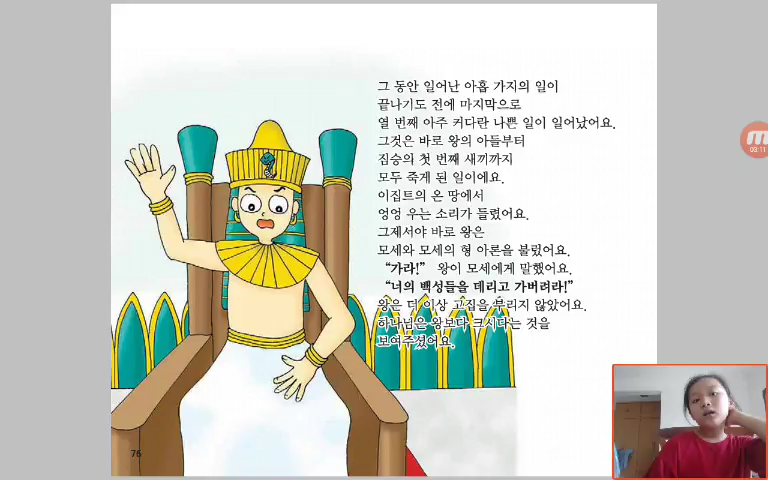 그 동안 일어난 아홉 가지의 일이
끝나기도 전에 마지막으로
열 번째 아주 커다란 나쁜 일이 일어났어요.
그것은 바로 왕의 아들부터
짐승의 첫 번째 새끼까지
모두 죽게 된 일이에요.
이집트의 온 땅에서
엉엉 우는 소리가 들렸어요.
그제서야 바로 왕은
모세와 모세의 형 아론을 불렀어요.
“가라!” 왕이 모세에게 말했어요.
“너의 백성들을 데리고 가버려라!”
왕은 더 이상 고집을 부리지 않았어요.
하나님은 왕보다 크시다는 것을
보여주셨어요.
76
03:11